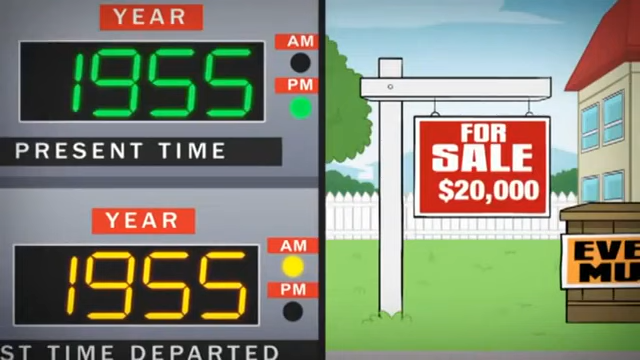 YEAR
1955
AM
PM
PRESENT TIME
YEAR
1955
AM
PM
ST TIME DEPARTED
FOR
SALE
$20,000
EVE
MU